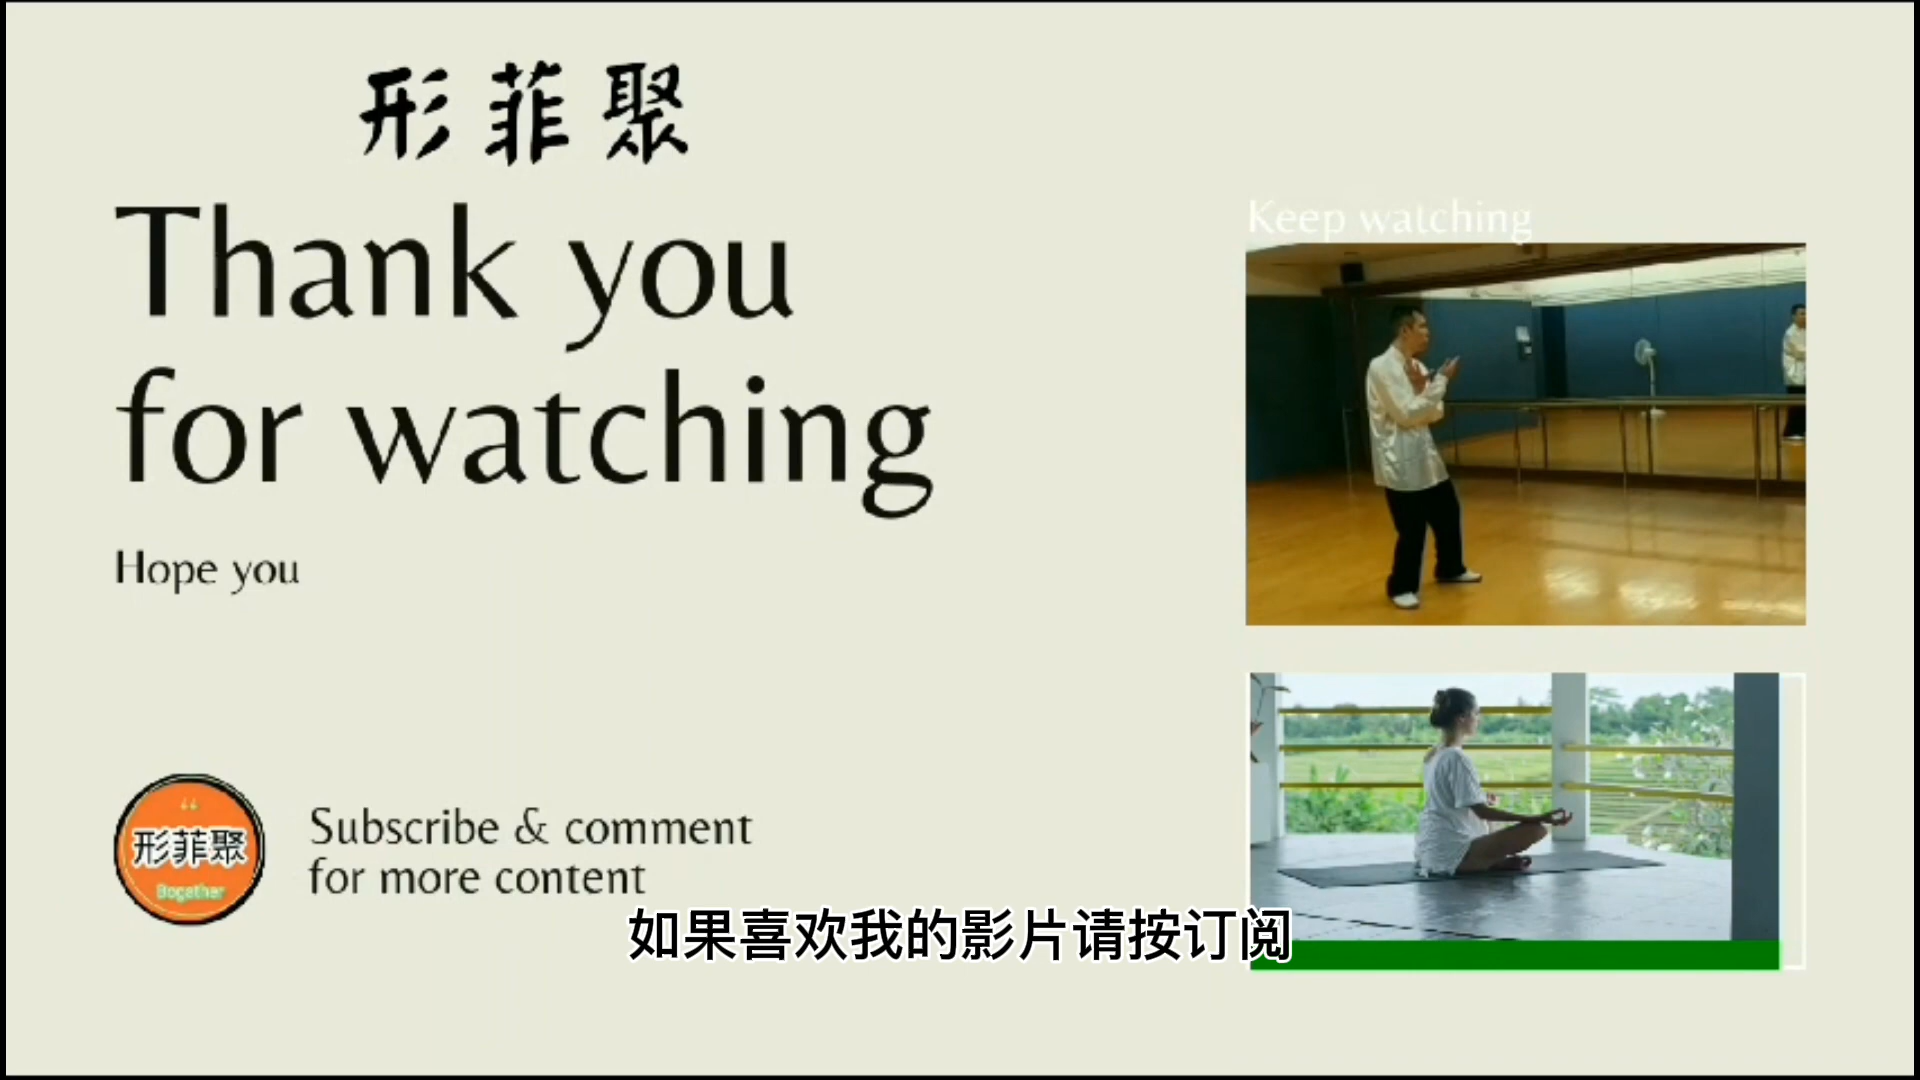 形菲聚
Thank you
for watching
Hope you
Keep watching
“
形菲聚
Bogather
Subscribe & comment
for more content
如果喜欢我的影片请按订阅